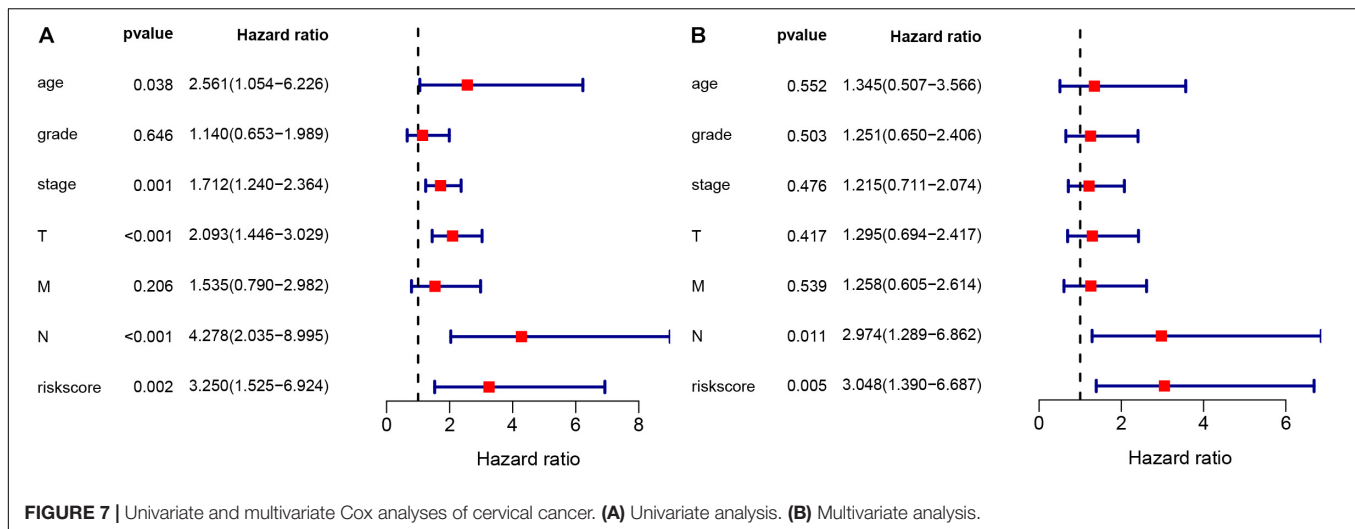 A pvalue Hazard ratio
age 0.038 2.561(1.054−6.226)
grade 0.646 1.140(0.653−1.989)
stage 0.001 1.712(1.240−2.364)
T <0.001 2.093(1.446−3.029)
M 0.206 1.535(0.790−2.982)
N <0.001 4.278(2.035−8.995)
riskscore 0.002 3.250(1.525−6.924)
0 2 4 6 8
Hazard ratio
B pvalue Hazard ratio
age 0.552 1.345(0.507−3.566)
grade 0.503 1.251(0.650−2.406)
stage 0.476 1.215(0.711−2.074)
T 0.417 1.295(0.694−2.417)
M 0.539 1.258(0.605−2.614)
N 0.011 2.974(1.289−6.862)
riskscore 0.005 3.048(1.390−6.687)
0 2 4 6
Hazard ratio
FIGURE 7 | Univariate and multivariate Cox analyses of cervical cancer. (A) Univariate analysis. (B) Multivariate analysis.